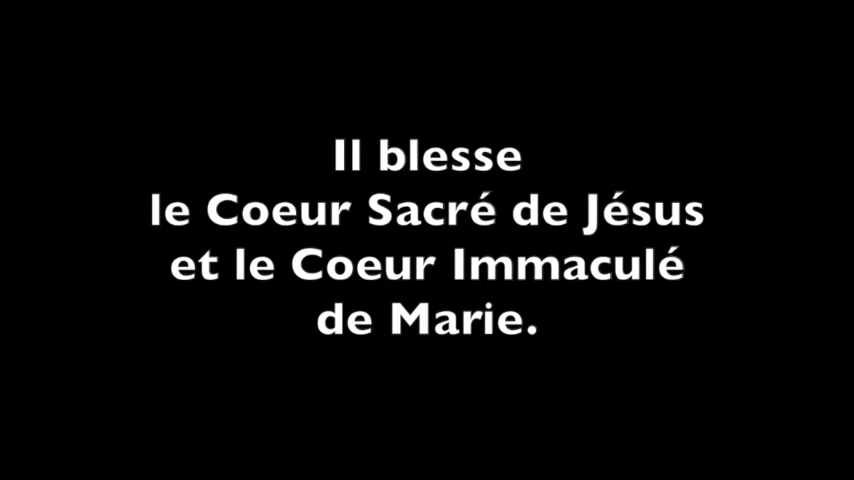 Il blesse
le Coeur Sacré de Jésus
et le Coeur Immaculé
de Marie.